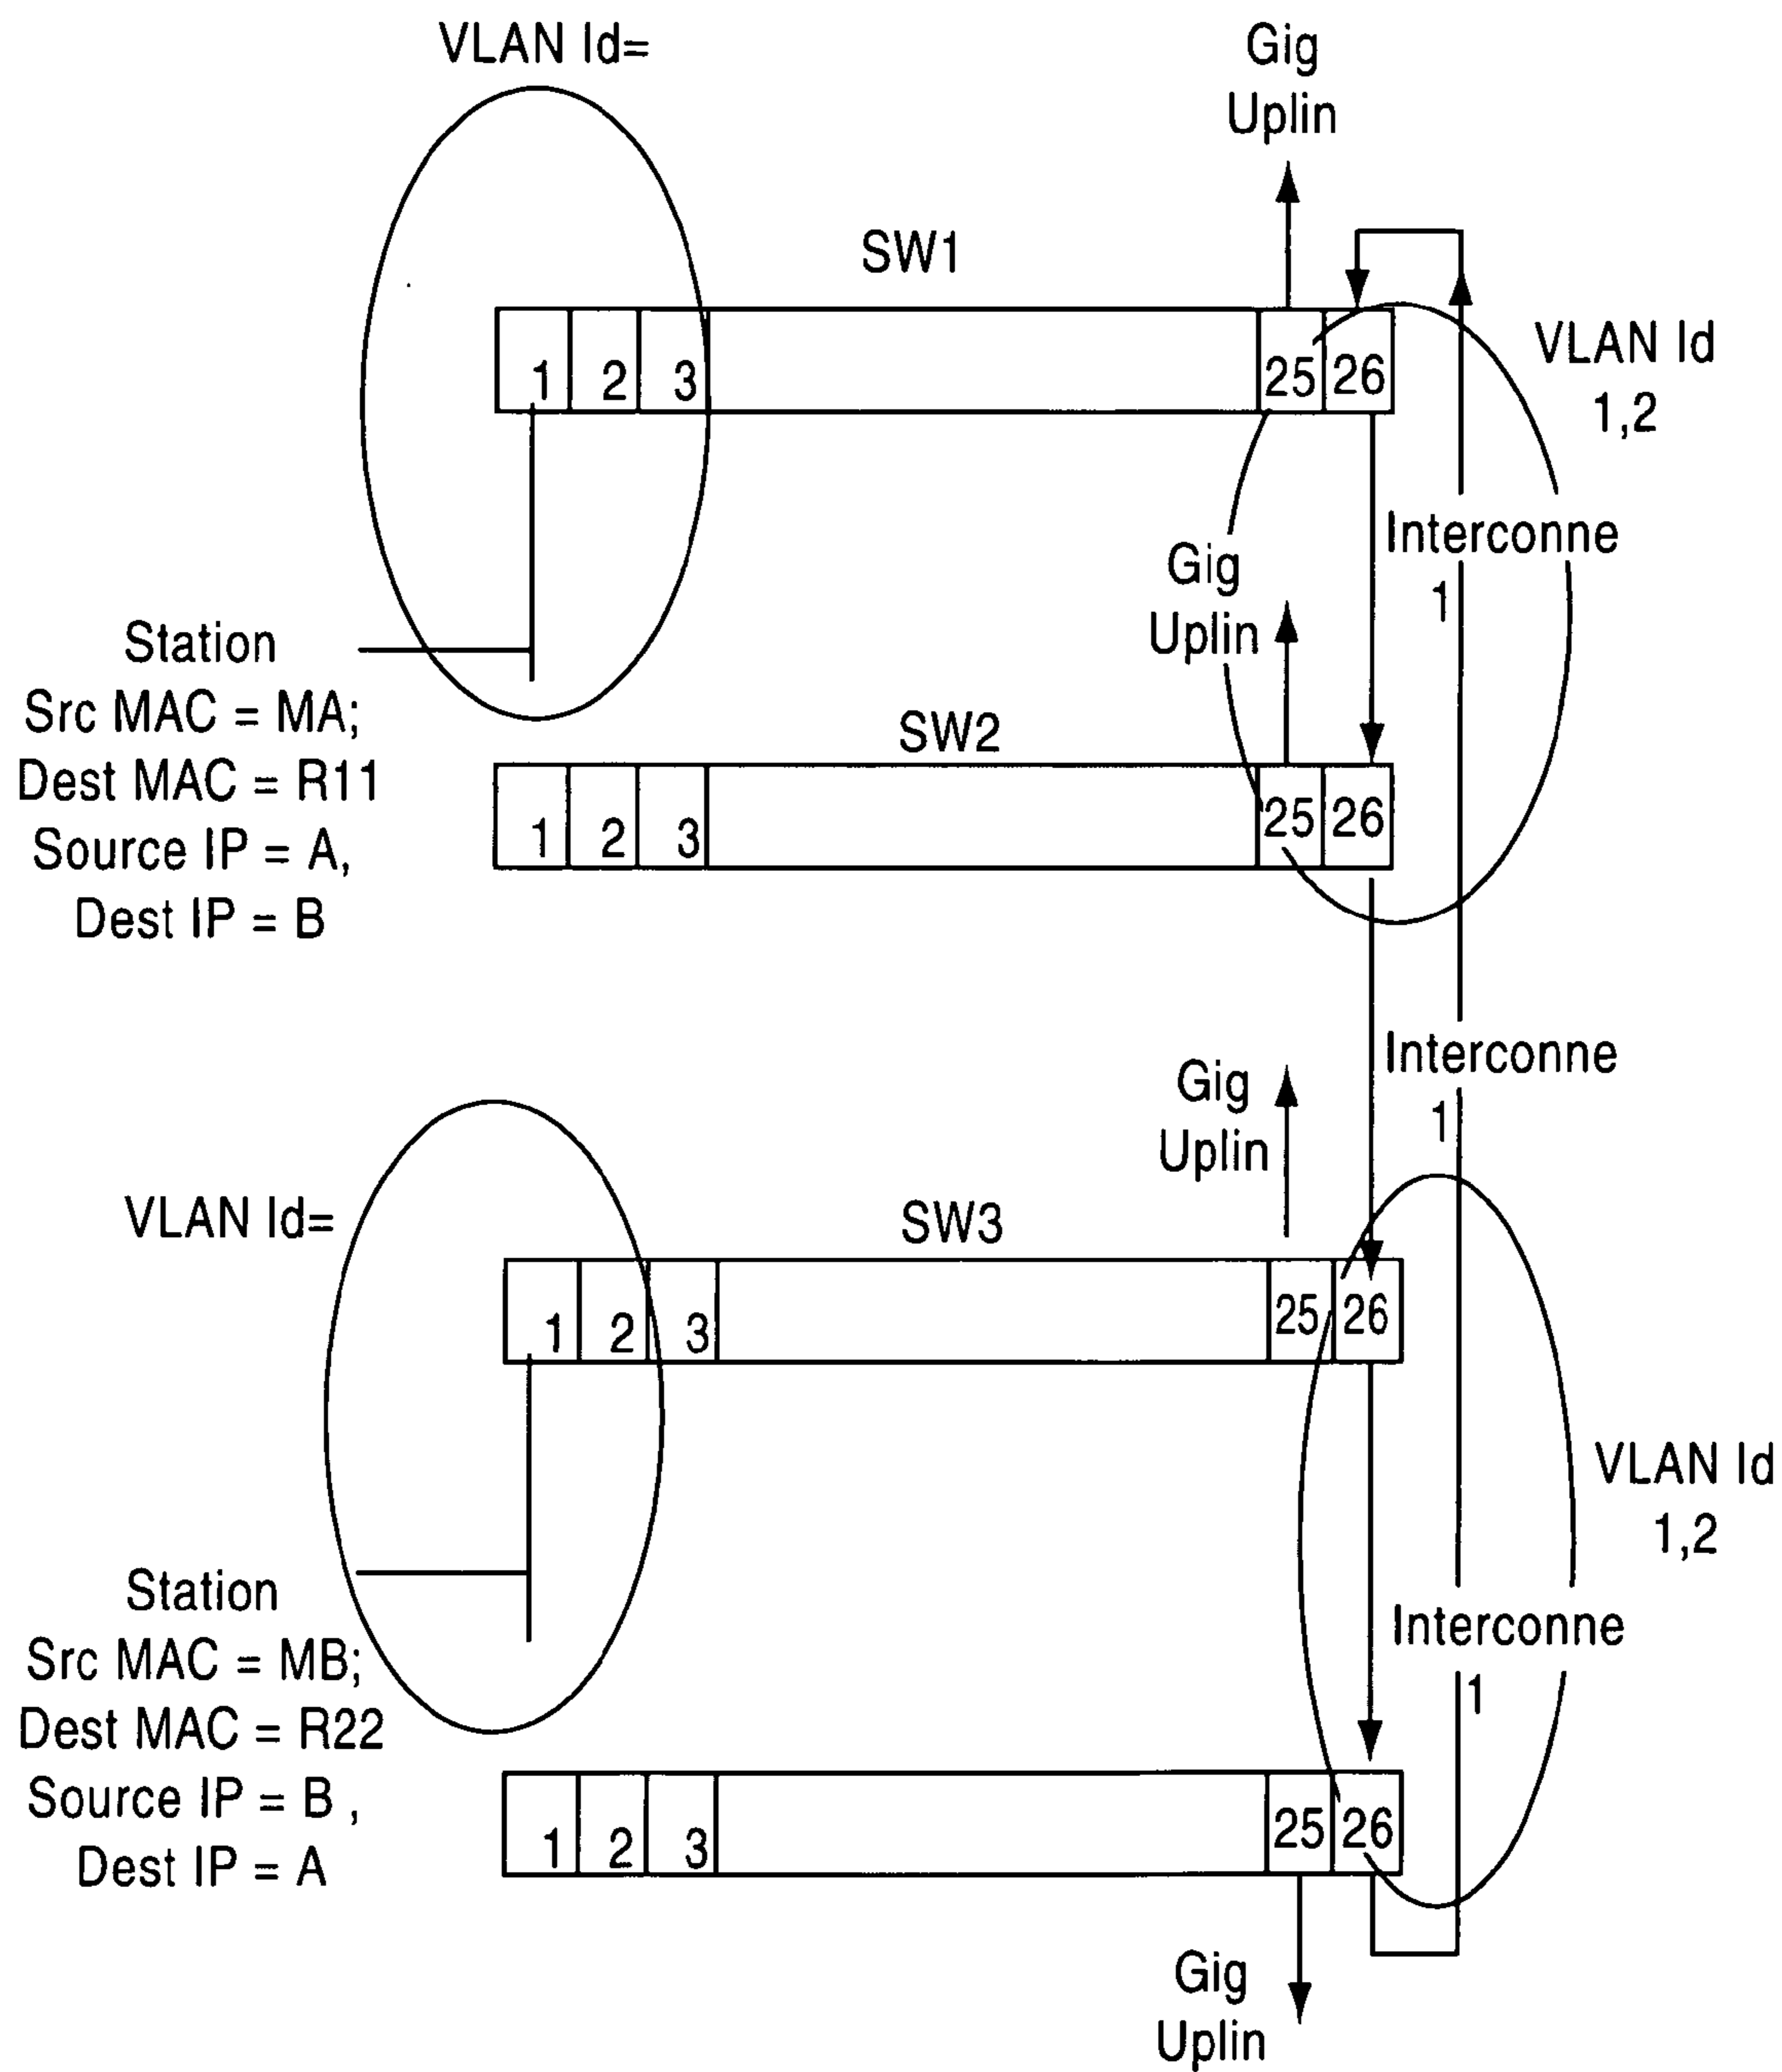 VLAN Id=
Gig
Uplin
SW1
1 2 3 25 26
VLAN Id
1,2
Interconne
1
Gig
Uplin
Station
Src MAC = MA;
Dest MAC = R11
Source IP = A,
Dest IP = B
SW2
1 2 3 25 26
Interconne
1
Gig
Uplin
VLAN Id=
SW3
1 2 3 25 26
VLAN Id
1,2
Interconne
1
Station
Src MAC = MB;
Dest MAC = R22
Source IP = B ,
Dest IP = A
1 2 3 25 26
Gig
Uplin